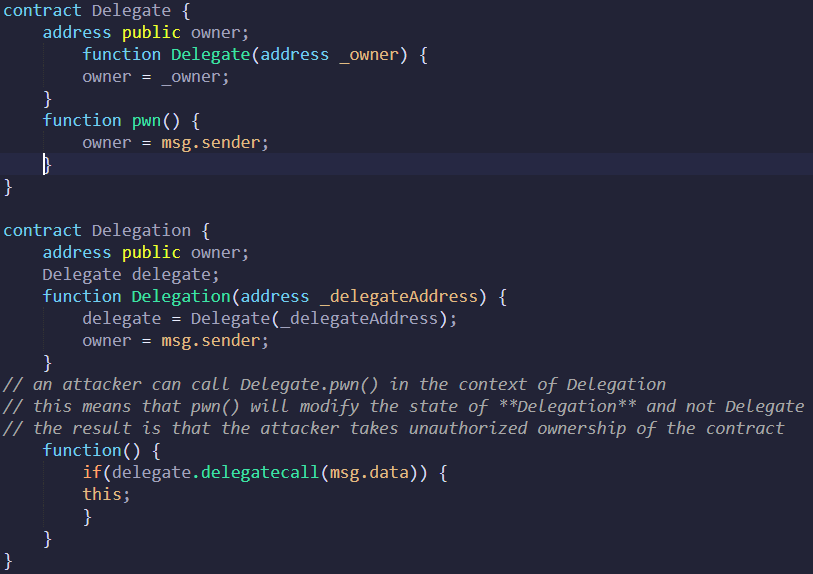 contract Delegate {
    address public owner;
        function Delegate(address _owner) {
        owner = _owner;
    }
    function pwn() {
        owner = msg.sender;
    }
}

contract Delegation {
    address public owner;
    Delegate delegate;
    function Delegation(address _delegateAddress) {
        delegate = Delegate(_delegateAddress);
        owner = msg.sender;
    }
// an attacker can call Delegate.pwn() in the context of Delegation
// this means that pwn() will modify the state of **Delegation** and not Delegate
// the result is that the attacker takes unauthorized ownership of the contract
    function() {
        if(delegate.delegatecall(msg.data)) {
        this;
        }
    }
}